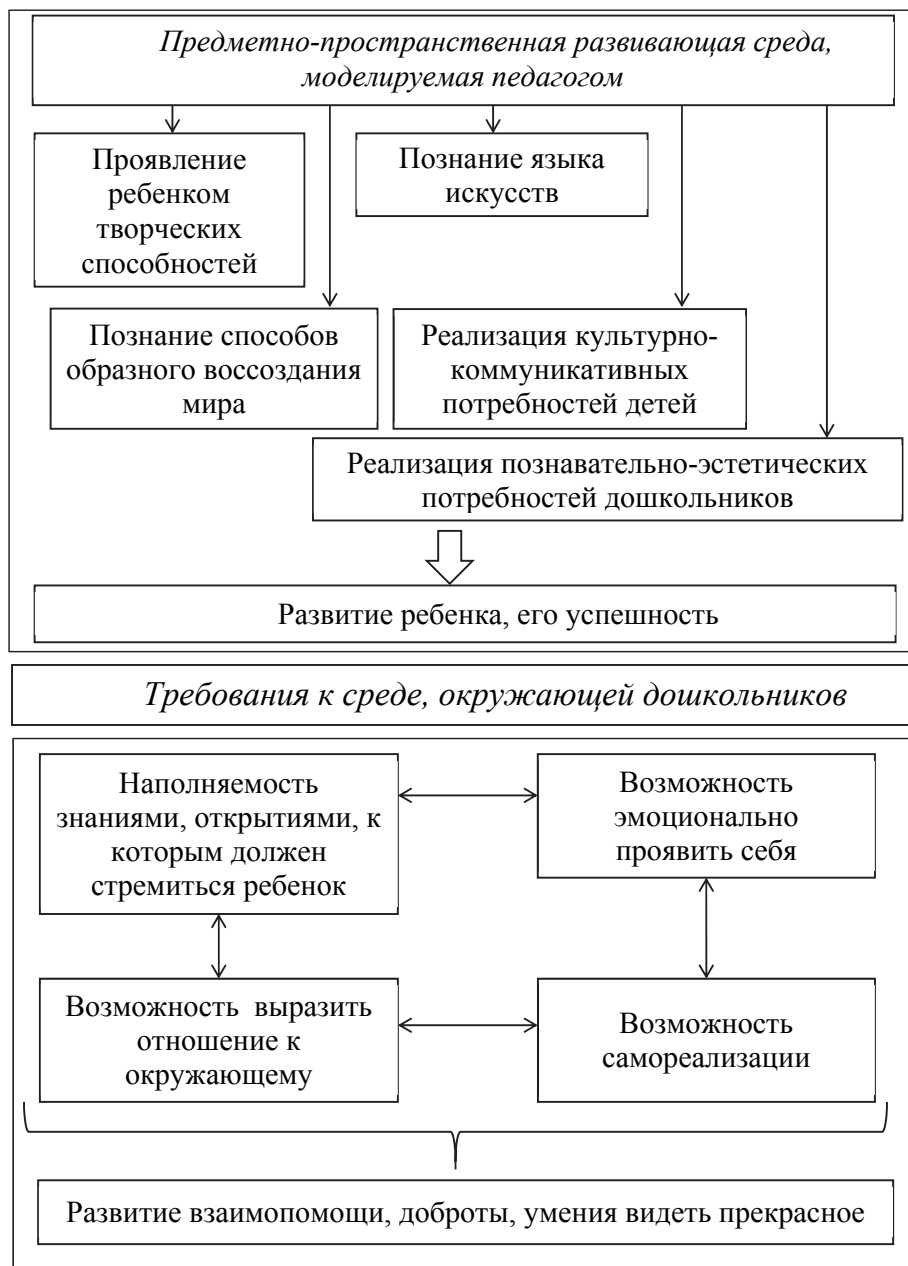 Предметно-пространственная развивающая среда,
моделируемая педагогом
Проявление
ребенком
творческих
способностей
Познание языка
искусств
Познание способов
образного воссоздания
мира
Реализация культурно-
коммуникативных
потребностей детей
Реализация познавательно-эстетических
потребностей дошкольников
Развитие ребенка, его успешность
Требования к среде, окружающей дошкольников
Наполняемость
знаниями, открытиями, к
которым должен
стремиться ребенок
Возможность
эмоционально
проявить себя
Возможность выразить
отношение к
окружающему
Возможность
самореализации
Развитие взаимопомощи, доброты, умения видеть прекрасное